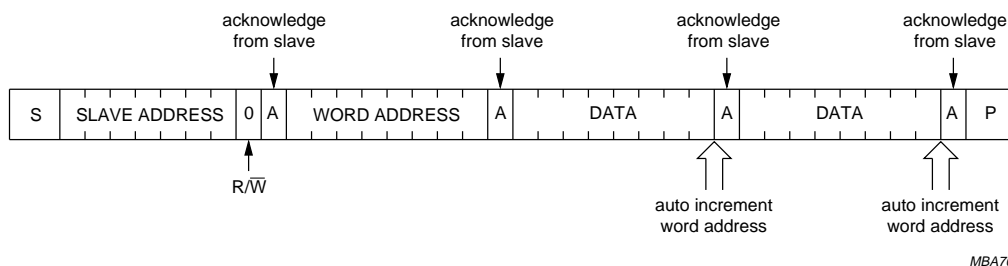 acknowledge
from slave
acknowledge
from slave
acknowledge
from slave
acknowledge
from slave
S SLAVE ADDRESS 0 A WORD ADDRESS A DATA A DATA A P
R/W̅
auto increment
word address
auto increment
word address